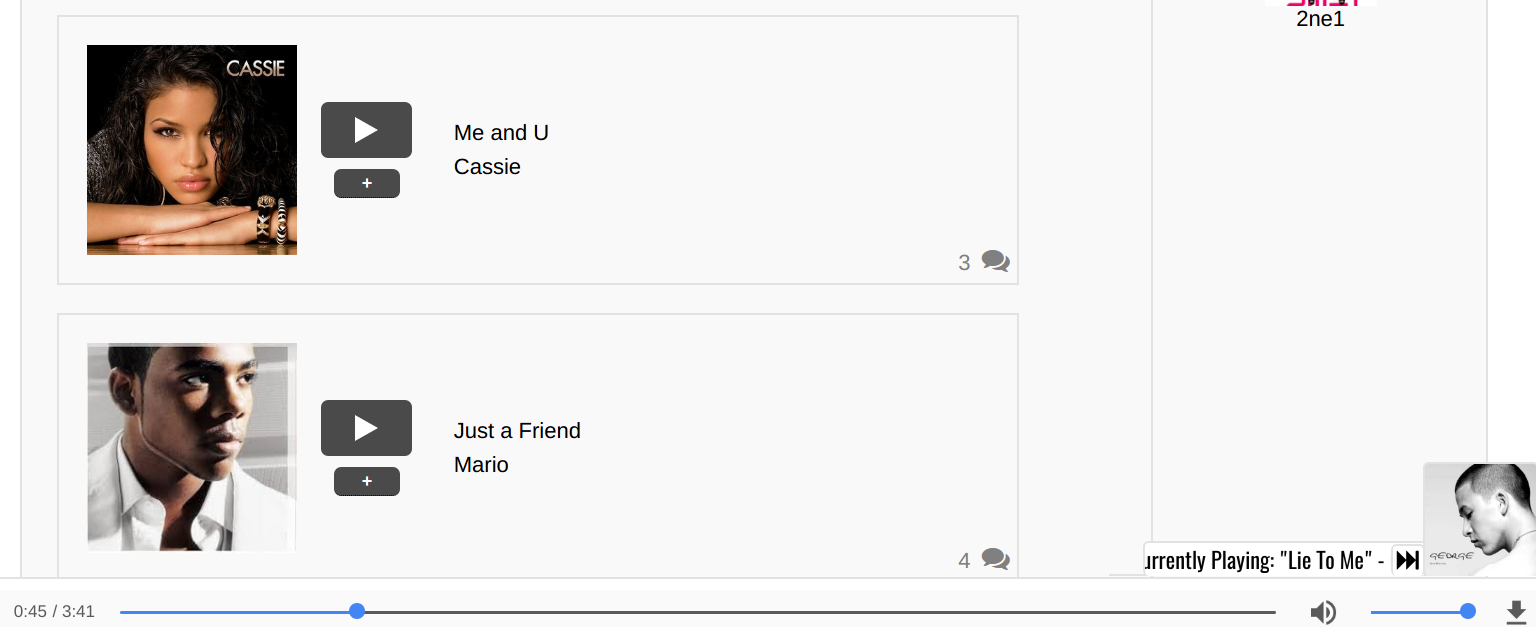 2ne1
CASSIE
Me and U
Cassie
+
3
Just a Friend
Mario
+
4
urrently Playing: "Lie To Me" -
GEORGE
0:45 / 3:41